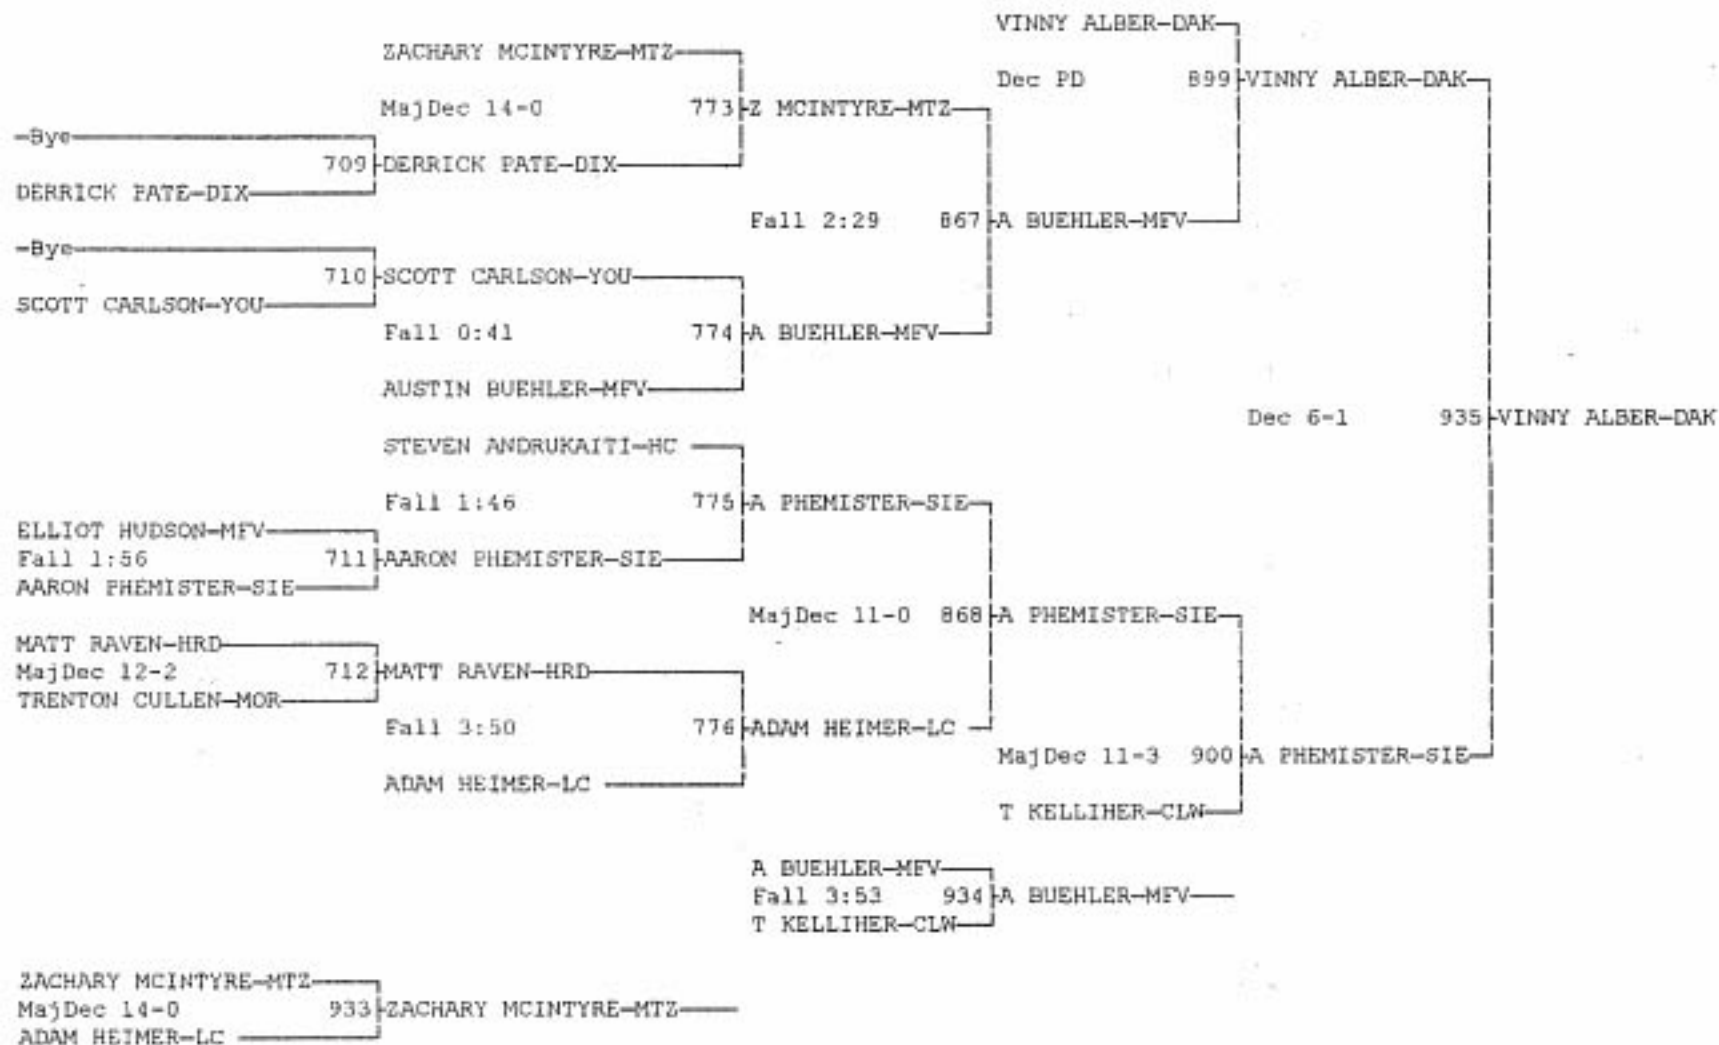 VINNY ALBER-DAK
ZACHARY MCINTYRE-MTZ
Dec PD 899 VINNY ALBER-DAK
MajDec 14-0 773 Z MCINTYRE-MTZ
-Bye
709 DERRICK PATE-DIX
DERRICK PATE-DIX
Fall 2:29 867 A BUEHLER-MFV
-Bye
710 SCOTT CARLSON-YOU
SCOTT CARLSON-YOU
Fall 0:41 774 A BUEHLER-MFV
AUSTIN BUEHLER-MFV
Dec 6-1 935 VINNY ALBER-DAK
STEVEN ANDRUKAITI-HC
Fall 1:46 775 A PHEMISTER-SIE
ELLIOT HUDSON-MFV
Fall 1:56 711 AARON PHEMISTER-SIE
AARON PHEMISTER-SIE
MajDec 11-0 868 A PHEMISTER-SIE
MATT RAVEN-HRD
MajDec 12-2 712 MATT RAVEN-HRD
TRENTON CULLEN-MOR
Fall 3:50 776 ADAM HEIMER-LC
MajDec 11-3 900 A PHEMISTER-SIE
ADAM HEIMER-LC
T KELLIHER-CLW
A BUEHLER-MFV
Fall 3:53 934 A BUEHLER-MFV
T KELLIHER-CLW
ZACHARY MCINTYRE-MTZ
MajDec 14-0 933 ZACHARY MCINTYRE-MTZ
ADAM HEIMER-LC